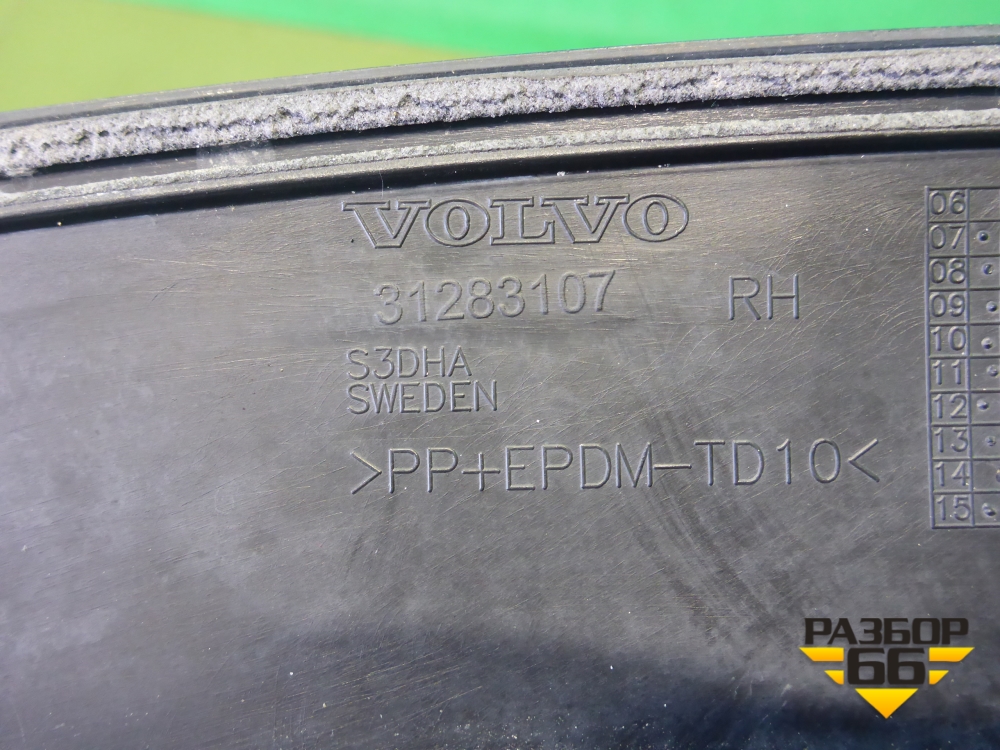 VOLVO
31283107 RH
S3DHA
SWEDEN
>PP+EPDM-TD10<
06
07
08
09
10
11
12
13
14
15
РАЗБОР
66